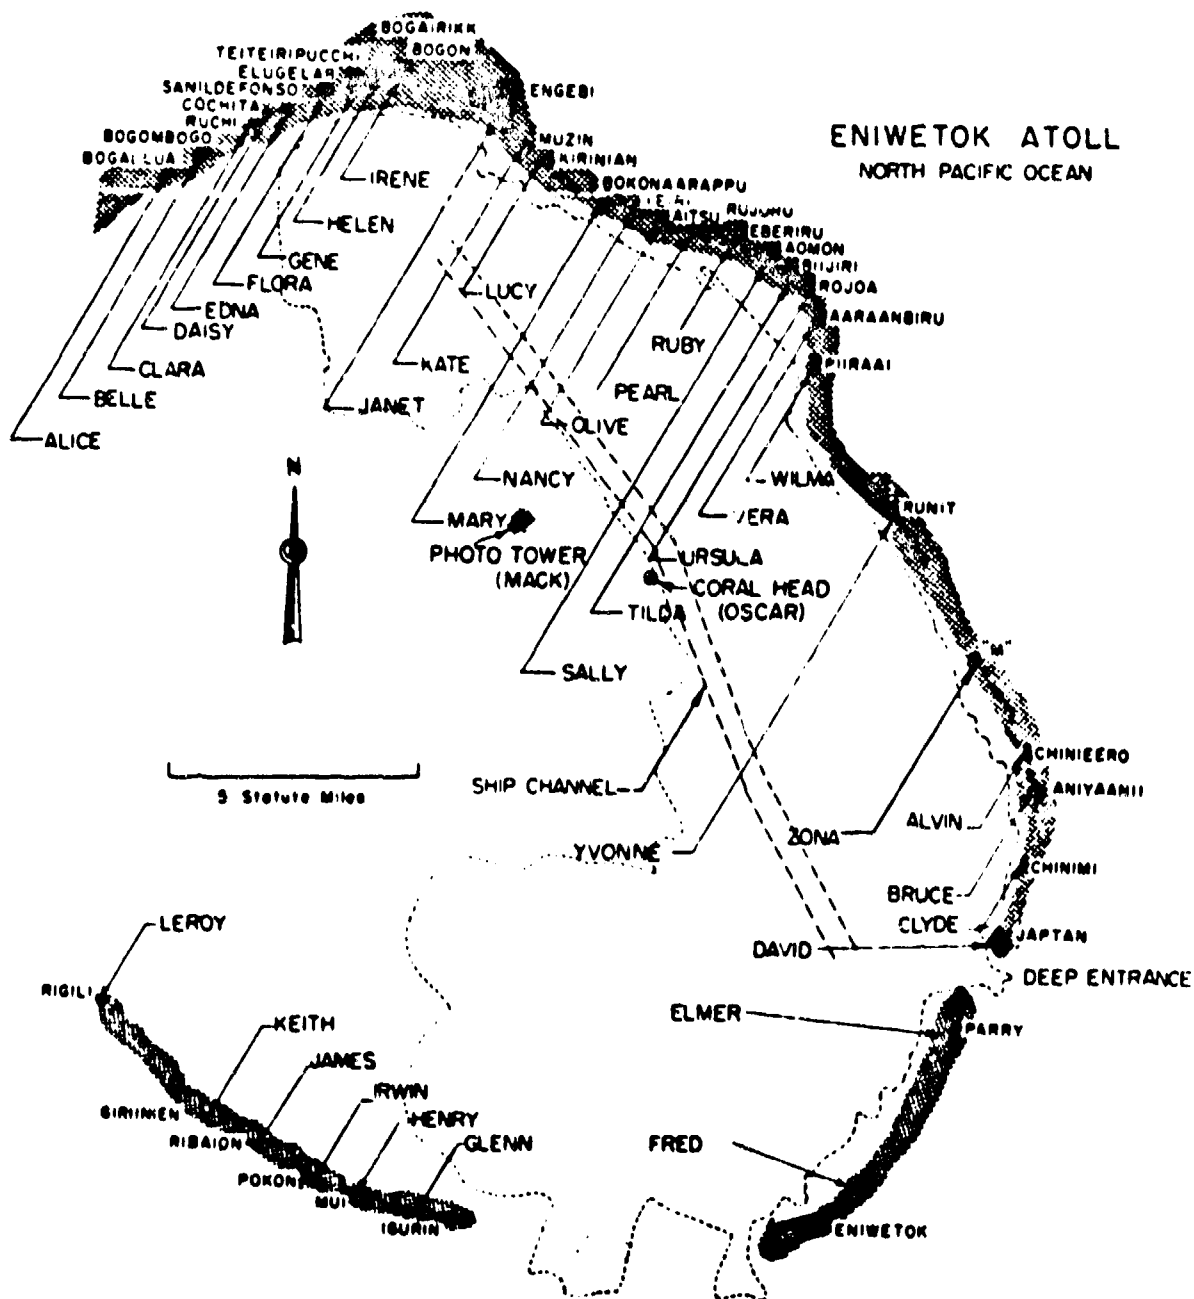 ENIWETOK ATOLL
NORTH PACIFIC OCEAN
BOGAIRIKK
BOGON
TEITEIRIPUCCHI
ELUGELAB
SANILDEFONSO
COCHITA
RUCHI
BOGOMBOGO
BOGALLUA
ENGEBI
MUZIN
KIRINIAN
BOKONAARAPPU
AITSU
RUJORU
EBERIRU
AOMON
BIIJIRI
ROJOA
AARAANBIRU
PIIRAAI
RUNIT
"M"
CHINIEERO
ANIYAANII
CHINIMI
JAPTAN
DEEP ENTRANCE
PARRY
ENIWETOK
IRENE
HELEN
GENE
FLORA
EDNA
DAISY
CLARA
BELLE
ALICE
LUCY
KATE
JANET
RUBY
PEARL
OLIVE
NANCY
MARY
WILMA
VERA
URSULA
TILDA
SALLY
PHOTO TOWER
(MACK)
CORAL HEAD
(OSCAR)
N
5 Statute Miles
SHIP CHANNEL
YVONNE
ZONA
ALVIN
BRUCE
CLYDE
DAVID
ELMER
FRED
LEROY
RIGILI
KEITH
JAMES
IRWIN
HENRY
GLENN
GIRIINKEN
RIBAION
POKON
MUI
IGURIN